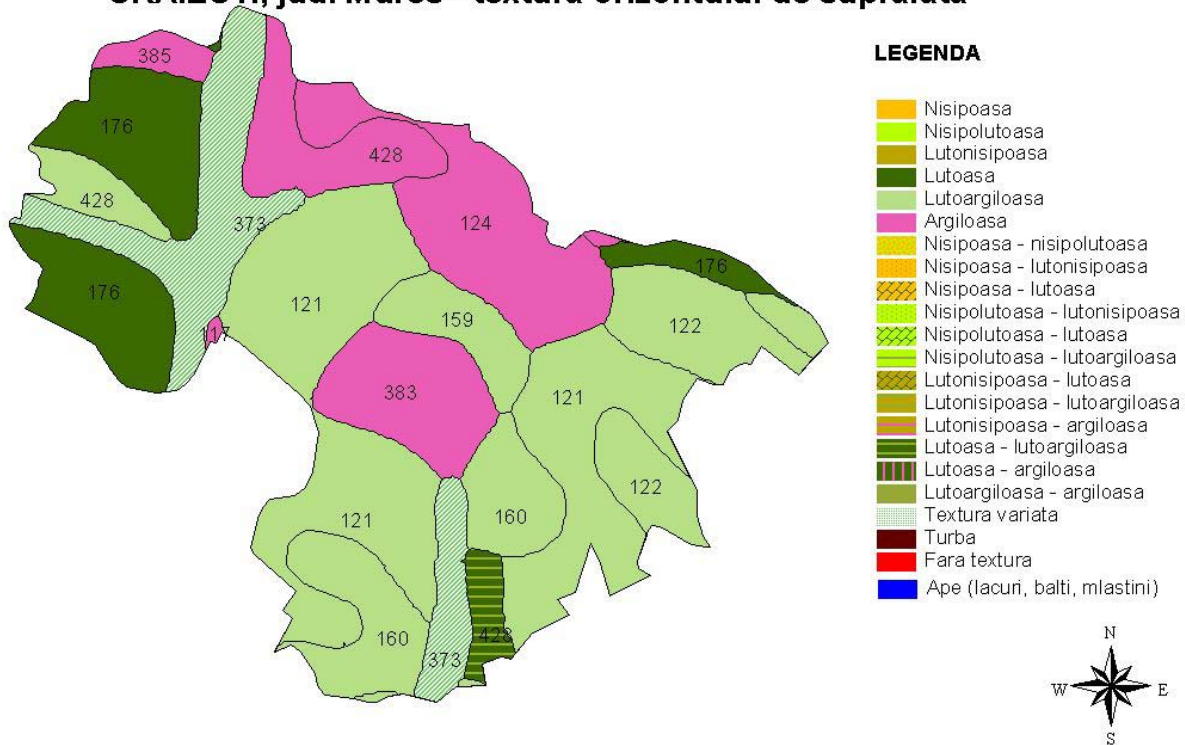 jud. Mures - textura orizontului de suprafata
LEGENDA
Nisipoasa
Nisipolutoasa
Lutonisipoasa
Lutoasa
Lutoargiloasa
Argiloasa
Nisipoasa - nisipolutoasa
Nisipoasa - lutonisipoasa
Nisipoasa - lutoasa
Nisipolutoasa - lutonisipoasa
Nisipolutoasa - lutoasa
Nisipolutoasa - lutoargiloasa
Lutonisipoasa - lutoasa
Lutonisipoasa - lutoargiloasa
Lutonisipoasa - argiloasa
Lutoasa - lutoargiloasa
Lutoasa - argiloasa
Lutoargiloasa - argiloasa
Textura variata
Turba
Fara textura
Ape (lacuri, balti, mlastini)
385
176
428
428
124
373
176
176
121
159
122
117
383
121
122
121
160
160
373
428
N
W E
S